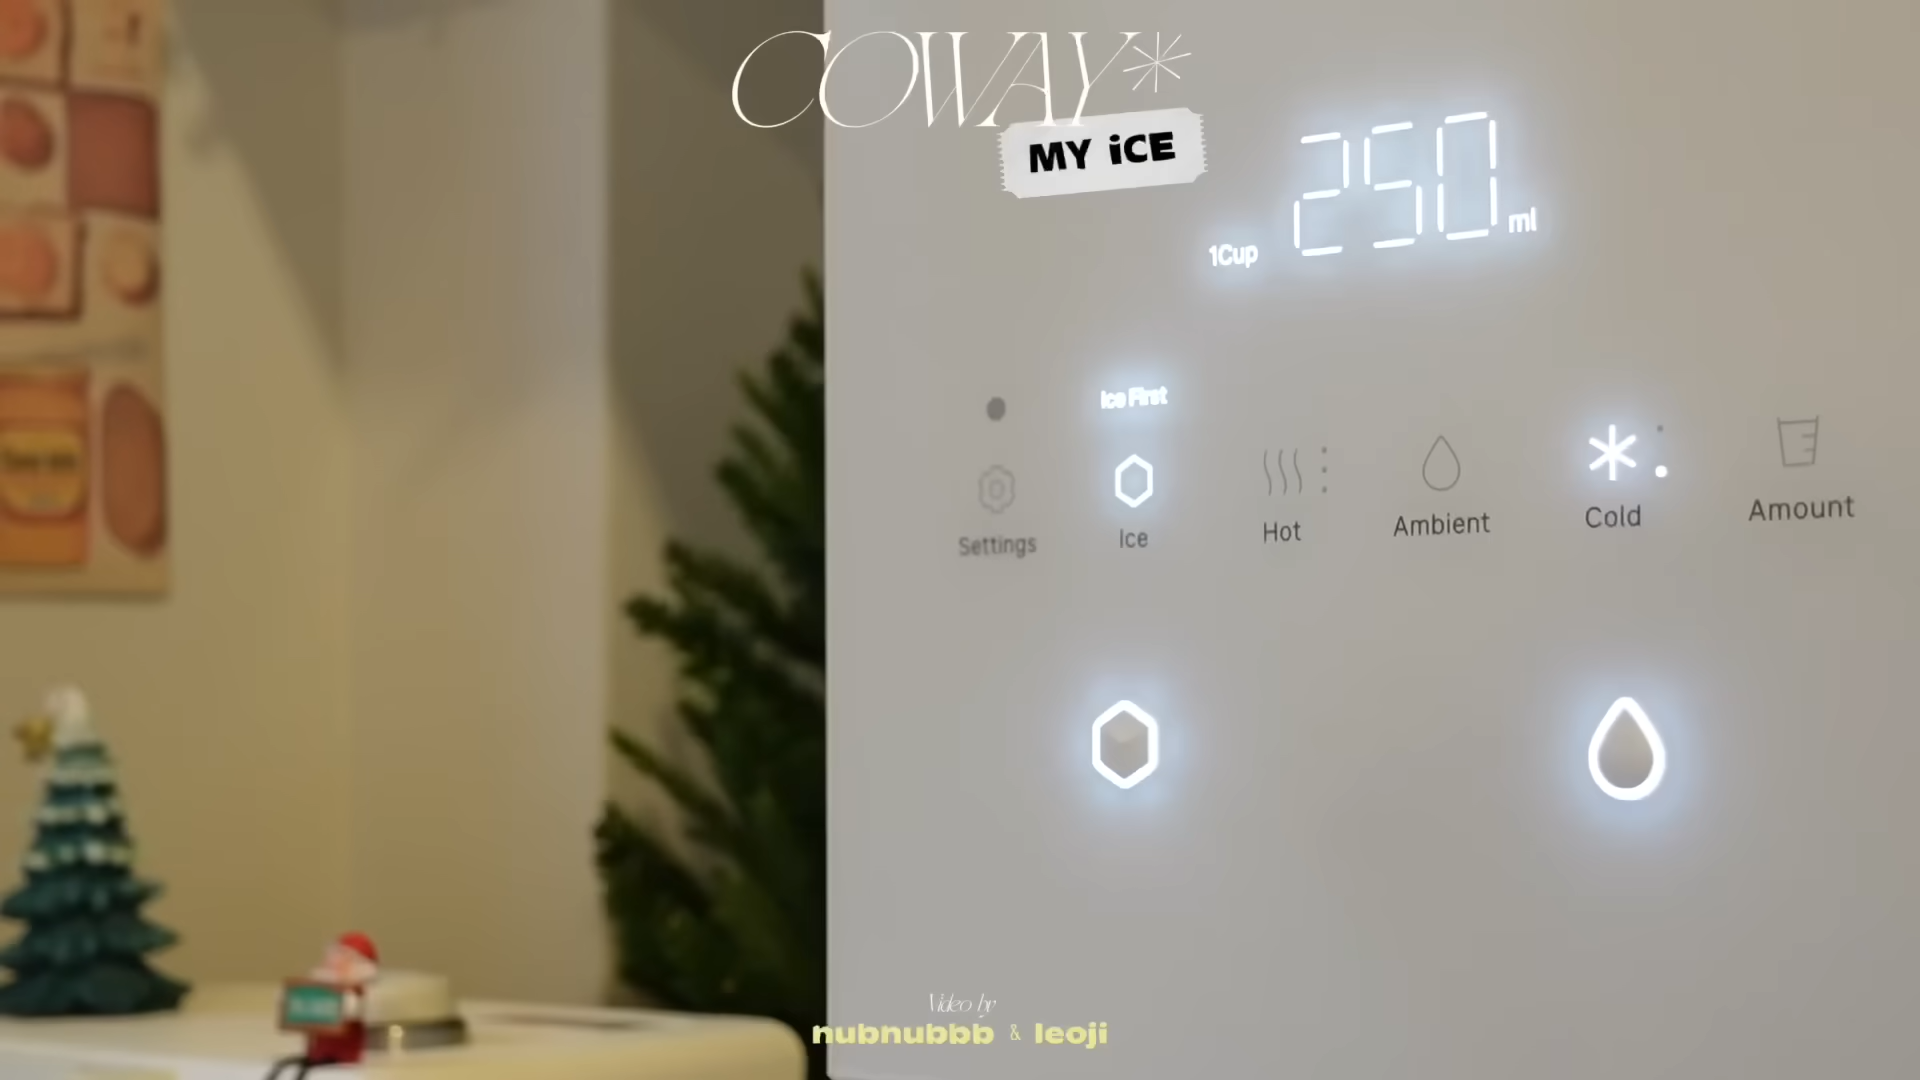 COWAY*
MY iCE
250 ml
1Cup
Ice First
Settings
Ice
Hot
Ambient
Cold
Amount
Video by
nubnubbb & leoji